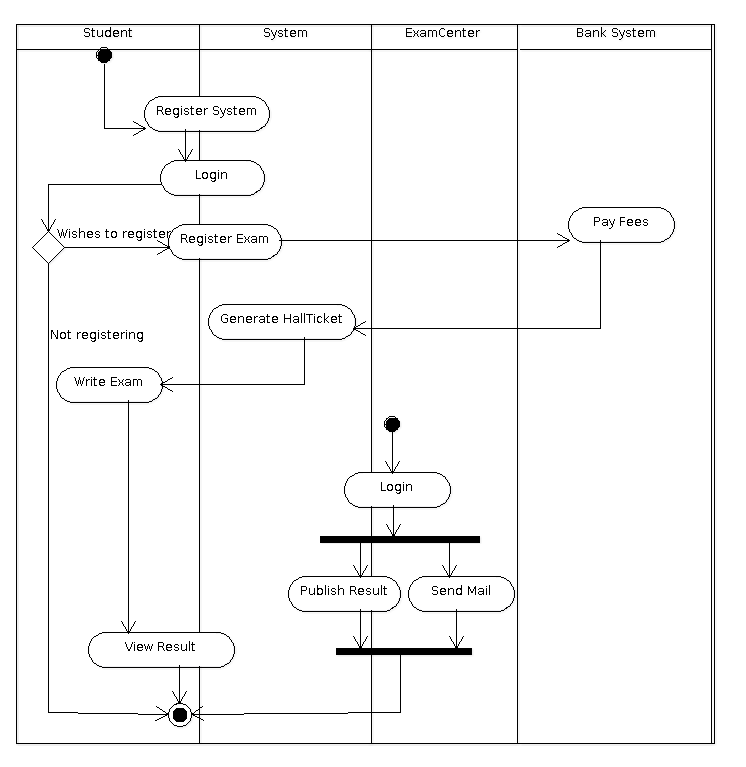 Student
System
ExamCenter
Bank System
Register System
Login
Wishes to register
Register Exam
Pay Fees
Generate HallTicket
Not registering
Write Exam
Login
Publish Result
Send Mail
View Result